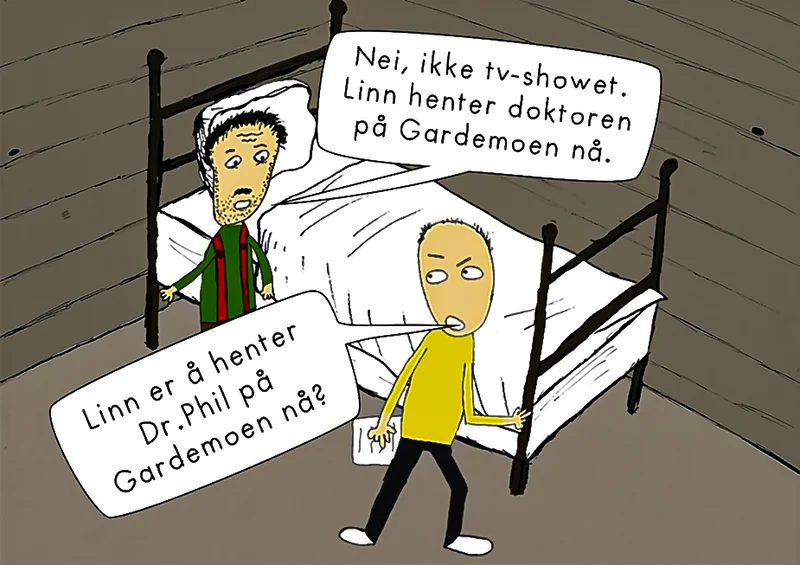 Nei, ikke tv-showet.
Linn henter doktoren
på Gardemoen nå.
Linn er å henter
Dr.Phil på
Gardemoen nå?